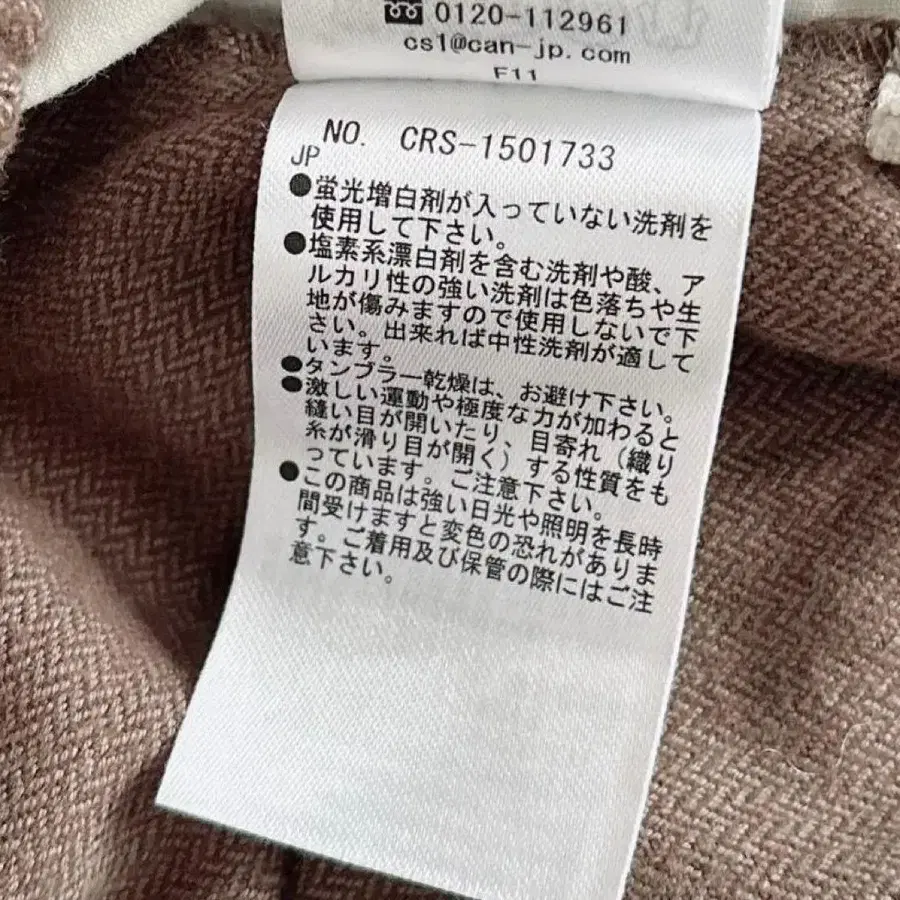 0120-112961
cs1@can-jp.com
F11
NO. CRS-1501733
JP
●蛍光増白剤が入っていない洗剤を
使用して下さい。
●塩素系漂白剤を含む洗剤や酸、ア
ルカリ性の強い洗剤は色落ちや生
地が傷みますので使用しないで下
さい。出来れば中性洗剤が適して
います。
●タンブラー乾燥は、お避け下さい。
●激しい運動や極度な力が加わると
縫い目が開いたり、目寄れ（織り
糸が滑り目が開く）する性質をも
っています。ご注意下さい。
●この商品は強い日光や照明を長時
間受けますと変色の恐れがありま
す。ご着用及び保管の際にはご注
意下さい。